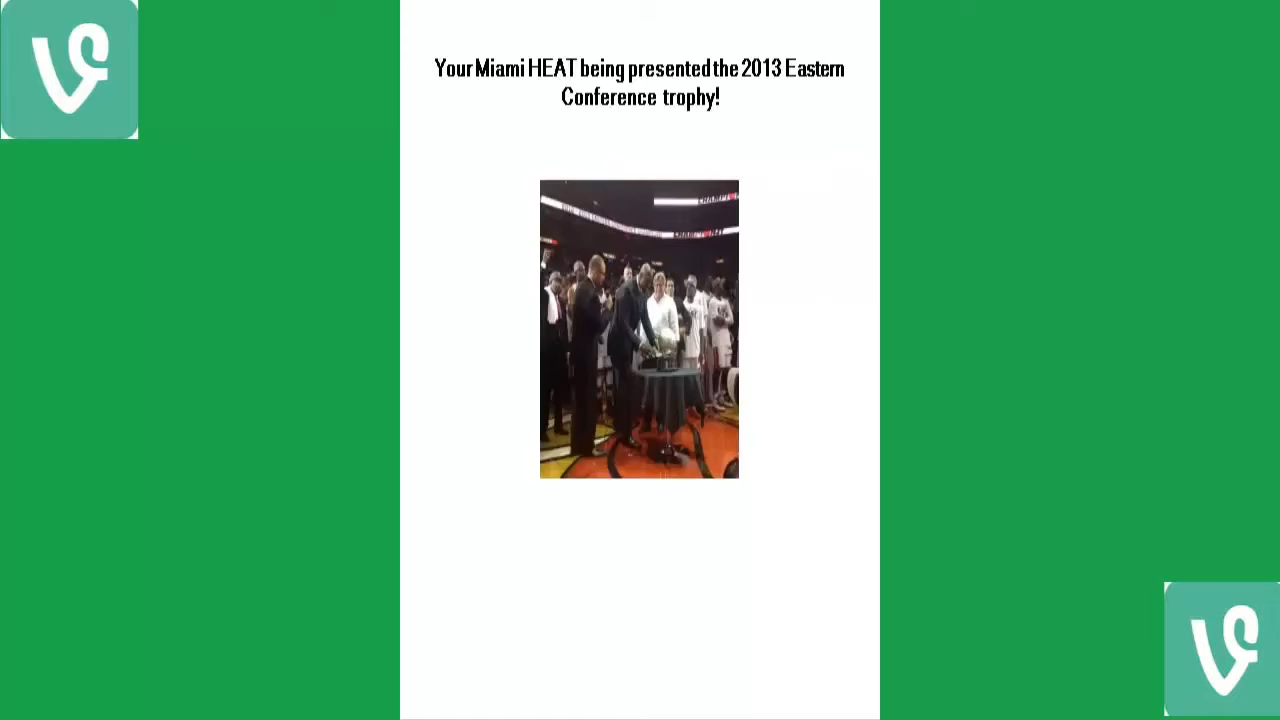 Your Miami HEAT being presented the 2013 Eastern
Conference trophy!